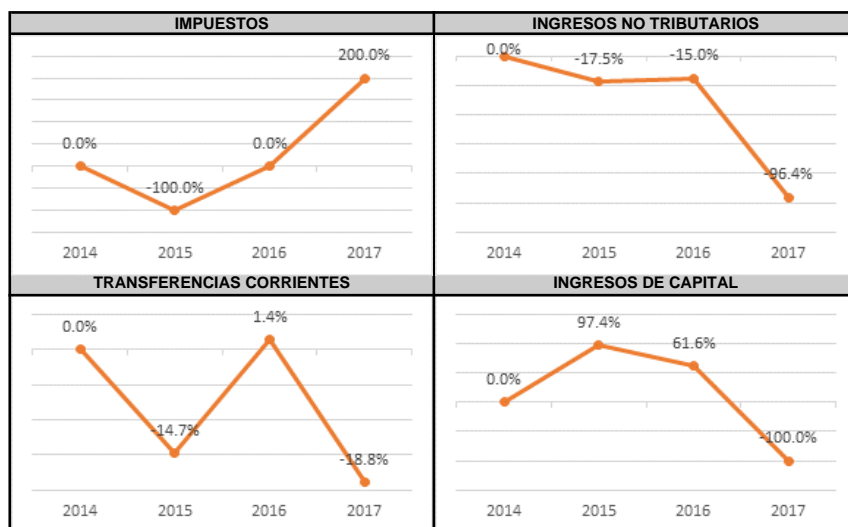 IMPUESTOS
200.0%
0.0%
0.0%
-100.0%
2014 2015 2016 2017
INGRESOS NO TRIBUTARIOS
0.0%
-17.5%
-15.0%
-96.4%
2014 2015 2016 2017
TRANSFERENCIAS CORRIENTES
0.0%
1.4%
-14.7%
-18.8%
2014 2015 2016 2017
INGRESOS DE CAPITAL
97.4%
61.6%
0.0%
-100.0%
2014 2015 2016 2017